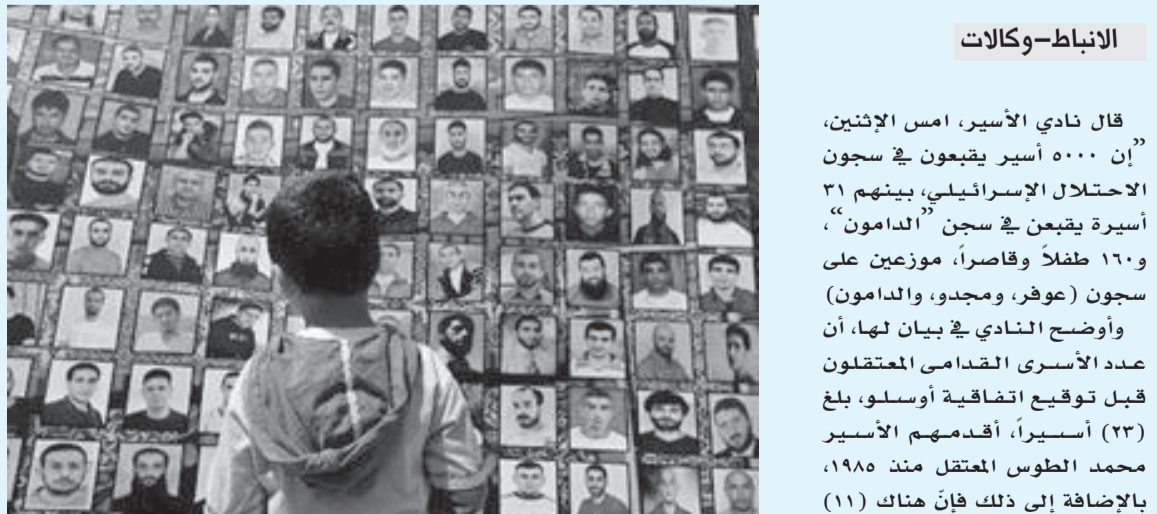 الانباط–وكالات
قال نادي الأسير، امس الإثنين،
”إن ٥٠٠٠ أسير يقبعون في سجون
الاحتلال الإسرائيلي، بينهم ٣١
أسيرة يقبعن في سجن ”الدامون“،
و١٦٠ طفلاً وقاصراً، موزعين على
سجون (عوفر، ومجدو، والدامون)
وأوضح النادي في بيان لها، أن
عدد الأسرى القدامى المعتقلون
قبل توقيع اتفاقية أوسلو، بلغ
(٢٣) أسيراً، أقدمهم الأسير
محمد الطوس المعتقل منذ ١٩٨٥،
بالإضافة إلى ذلك فإنّ هناك (١١)